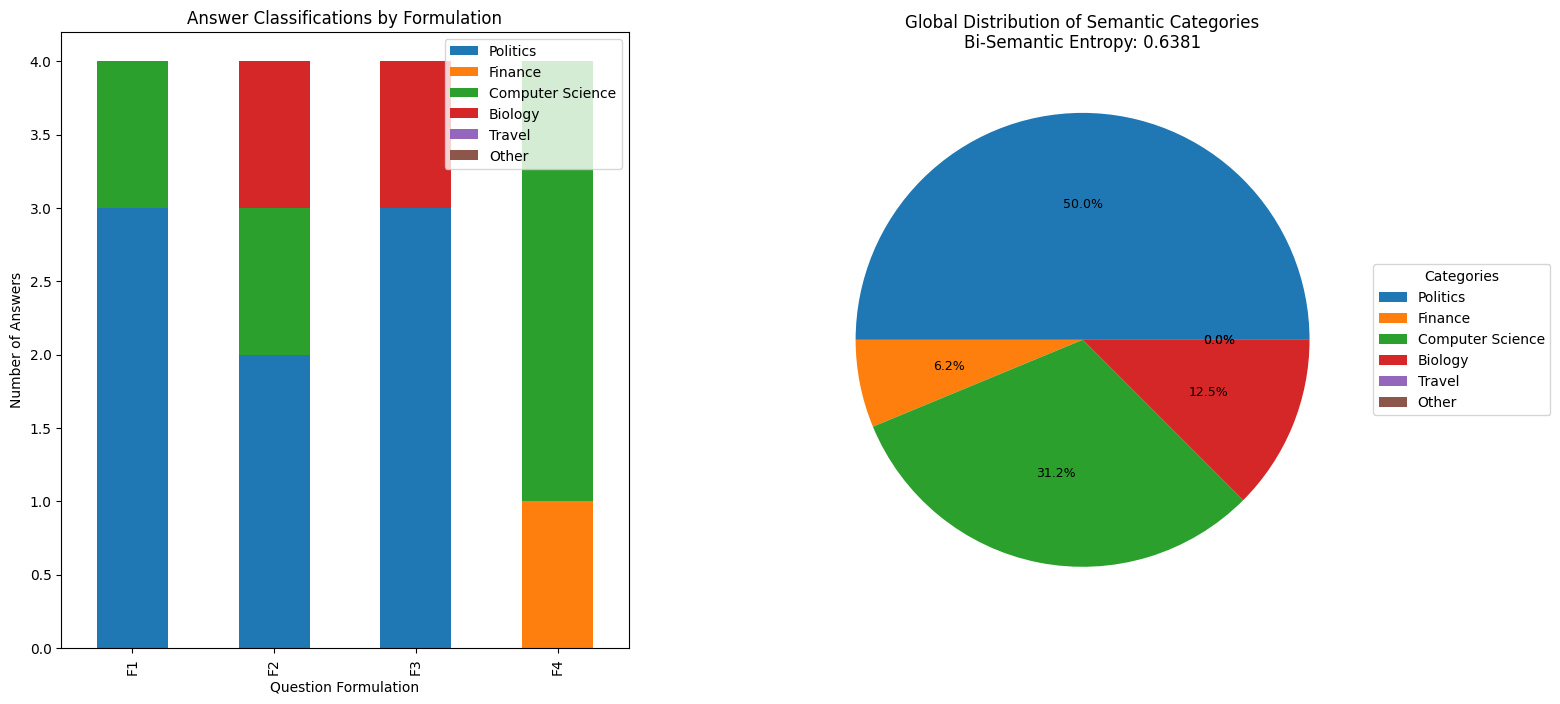 Answer Classifications by Formulation
Number of Answers
4.0
3.5
3.0
2.5
2.0
1.5
1.0
0.5
0.0
Politics
Finance
Computer Science
Biology
Travel
Other
F1
F2
F3
F4
Question Formulation
Global Distribution of Semantic Categories
Bi-Semantic Entropy: 0.6381
50.0%
0.0%
6.2%
12.5%
31.2%
Categories
Politics
Finance
Computer Science
Biology
Travel
Other